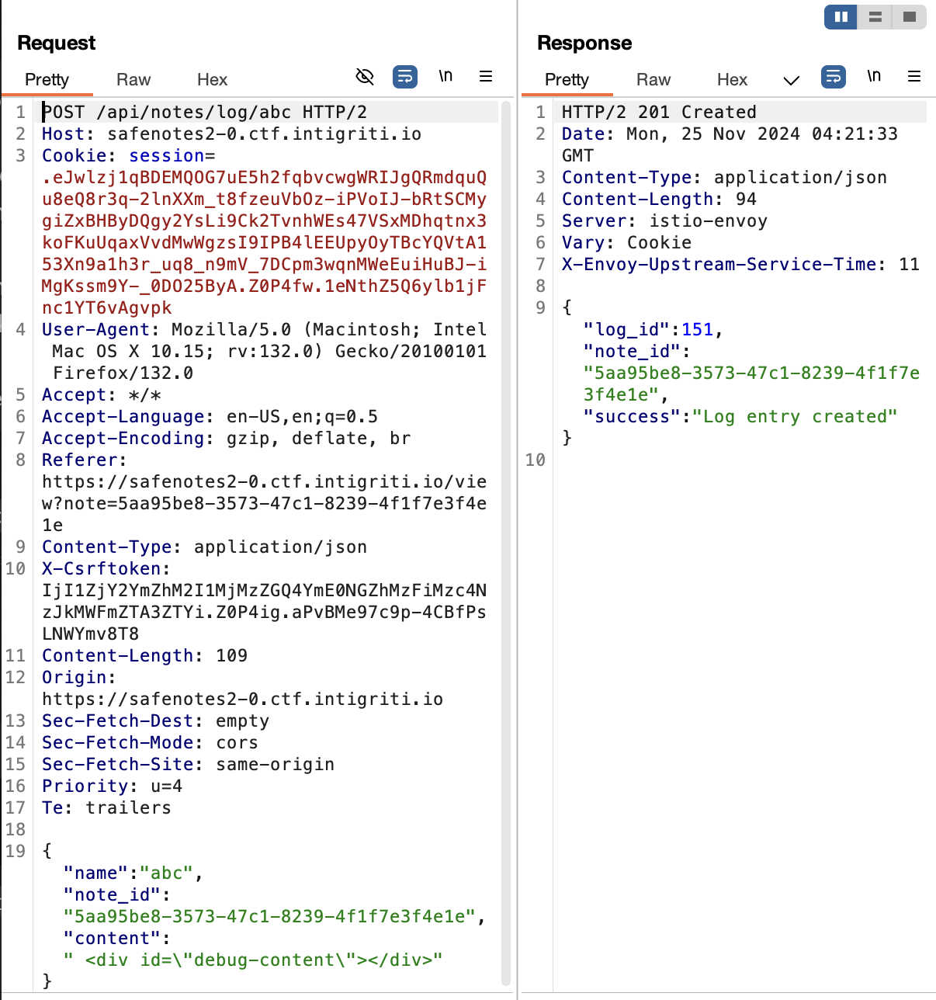 Request
Pretty Raw Hex \n
1 POST /api/notes/log/abc HTTP/2
2 Host: safenotes2-0.ctf.intigriti.io
3 Cookie: session=
.eJwlzj1qBDEMQOG7uE5h2fqbvcwgWRIJgQRmdquQ
u8eQ8r3q-2lnXXm_t8fzeuVbOz-iPVoIJ-bRtSCMy
giZxBHByDQgy2YsLi9Ck2TvnhWEs47VSxMDhqtnx3
koFKuUqaxVvdMwWgzsI9IPB4lEEUpyOyTBcYQVtA1
53Xn9a1h3r_uq8_n9mV_7DCpm3wqnMWeEuiHuBJ-i
MgKssm9Y-_0DO25ByA.Z0P4fw.1eNthZ5Q6ylb1jF
nc1YT6vAgvpk
4 User-Agent: Mozilla/5.0 (Macintosh; Intel
Mac OS X 10.15; rv:132.0) Gecko/20100101
Firefox/132.0
5 Accept: */*
6 Accept-Language: en-US,en;q=0.5
7 Accept-Encoding: gzip, deflate, br
8 Referer:
https://safenotes2-0.ctf.intigriti.io/vie
w?note=5aa95be8-3573-47c1-8239-4f1f7e3f4e
1e
9 Content-Type: application/json
10 X-Csrftoken:
IjI1ZjY2YmZhM2I1MjMzZGQ4YmE0NGZhMzFiMzc4N
zJkMWFmZTA3ZTYi.Z0P4ig.aPvBMe97c9p-4CBfPs
LNWYmv8T8
11 Content-Length: 109
12 Origin:
https://safenotes2-0.ctf.intigriti.io
13 Sec-Fetch-Dest: empty
14 Sec-Fetch-Mode: cors
15 Sec-Fetch-Site: same-origin
16 Priority: u=4
17 Te: trailers
18
19 {
"name":"abc",
"note_id":
"5aa95be8-3573-47c1-8239-4f1f7e3f4e1e",
"content":
" <div id=\"debug-content\"></div>"
}
Response
Pretty Raw Hex \n
1 HTTP/2 201 Created
2 Date: Mon, 25 Nov 2024 04:21:33
GMT
3 Content-Type: application/json
4 Content-Length: 94
5 Server: istio-envoy
6 Vary: Cookie
7 X-Envoy-Upstream-Service-Time: 11
8
9 {
"log_id":151,
"note_id":
"5aa95be8-3573-47c1-8239-4f1f7e
3f4e1e",
"success":"Log entry created"
}
10